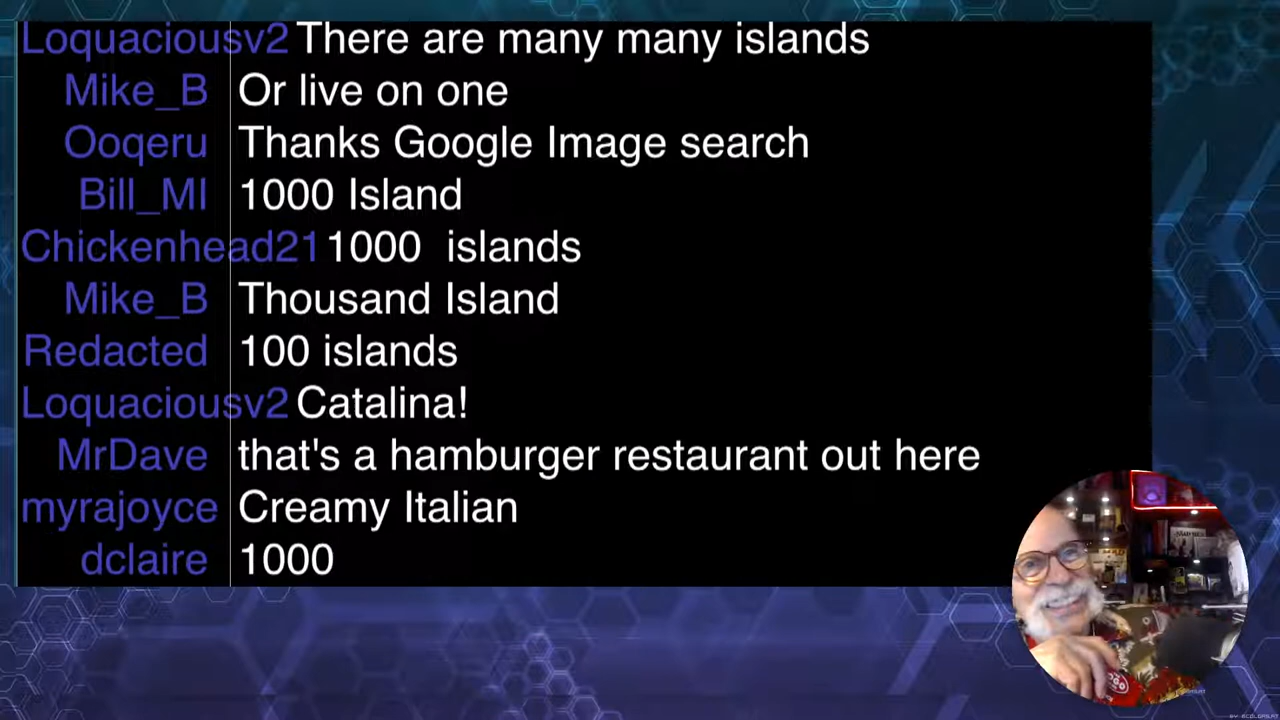 Loquaciousv2 There are many many islands
Mike_B Or live on one
Ooqeru Thanks Google Image search
Bill_MI 1000 Island
Chickenhead21 1000 islands
Mike_B Thousand Island
Redacted 100 islands
Loquaciousv2 Catalina!
MrDave that's a hamburger restaurant out here
myrajoyce Creamy Italian
dclaire 1000